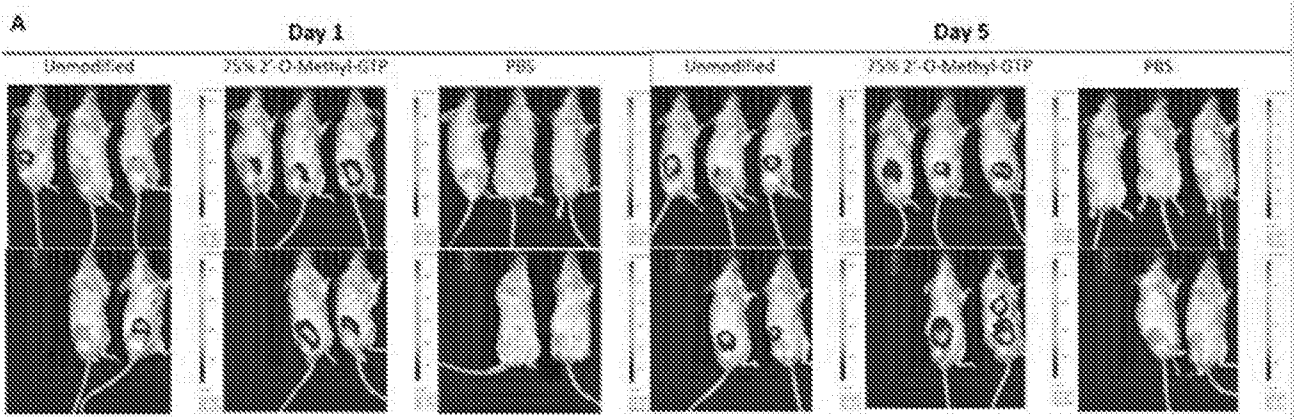 A
Day 1
Day 5
Unmodified
75% 2'-O-Methyl-GTP
PBS
Unmodified
75% 2'-O-Methyl-GTP
PBS